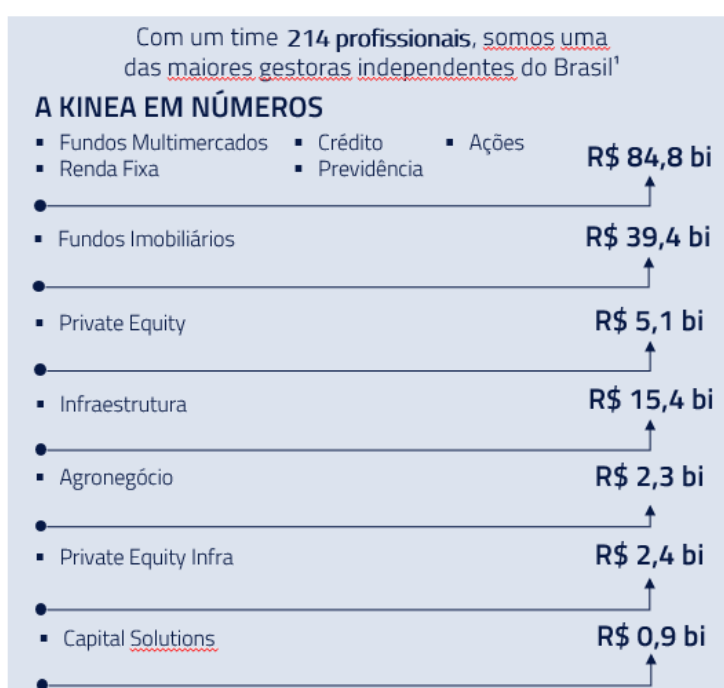 Com um time 214 profissionais, somos uma
das maiores gestoras independentes do Brasil¹
A KINEA EM NÚMEROS
▪ Fundos Multimercados ▪ Crédito ▪ Ações
▪ Renda Fixa ▪ Previdência
R$ 84,8 bi
▪ Fundos Imobiliários R$ 39,4 bi
▪ Private Equity R$ 5,1 bi
▪ Infraestrutura R$ 15,4 bi
▪ Agronegócio R$ 2,3 bi
▪ Private Equity Infra R$ 2,4 bi
▪ Capital Solutions R$ 0,9 bi